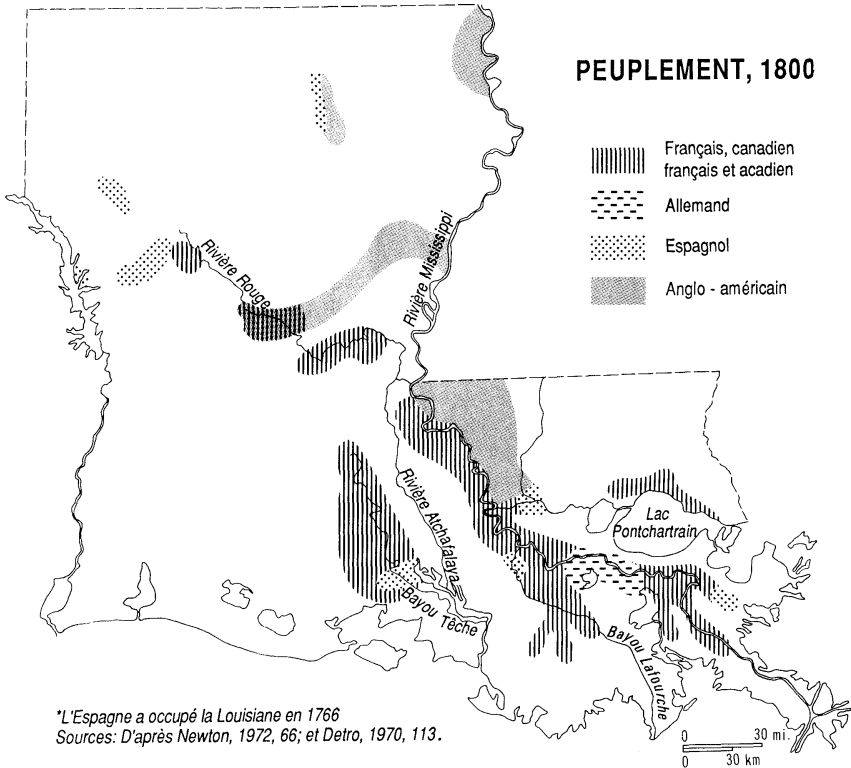 PEUPLEMENT, 1800
Français, canadien
français et acadien
Allemand
Espagnol
Anglo - américain
Rivière Rouge
Rivière Mississippi
Rivière Atchafalaya
Bayou Têche
Lac
Pontchartrain
Bayou Lafourche
*L'Espagne a occupé la Louisiane en 1766
Sources: D'après Newton, 1972, 66; et Detro, 1970, 113.
0 30 mi.
0 30 km